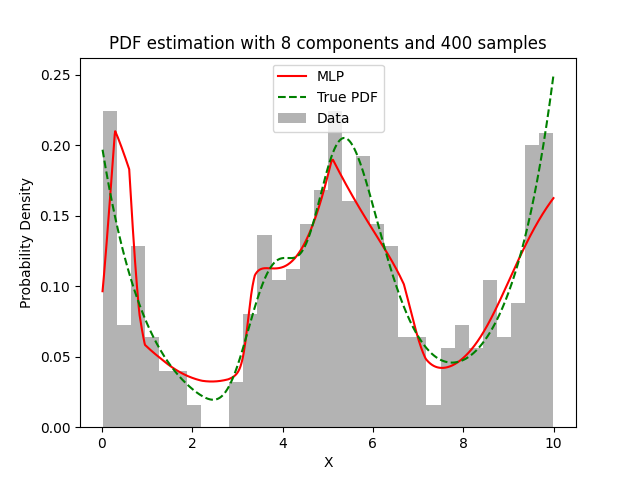 PDF estimation with 8 components and 400 samples
MLP
True PDF
Data
Probability Density
0.25
0.20
0.15
0.10
0.05
0.00
0 2 4 6 8 10
X